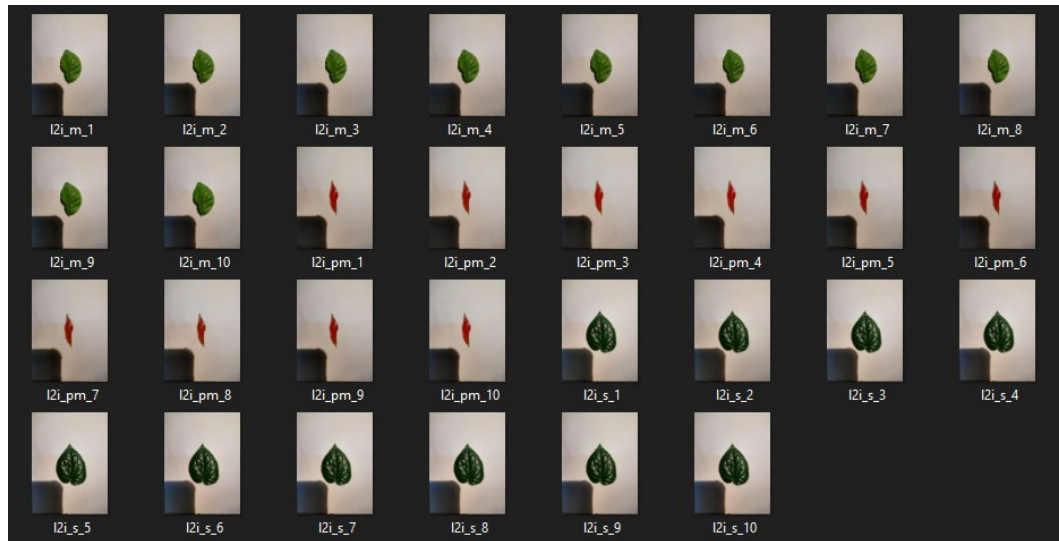 l2i_m_1 l2i_m_2 l2i_m_3 l2i_m_4 l2i_m_5 l2i_m_6 l2i_m_7 l2i_m_8
l2i_m_9 l2i_m_10 l2i_pm_1 l2i_pm_2 l2i_pm_3 l2i_pm_4 l2i_pm_5 l2i_pm_6
l2i_pm_7 l2i_pm_8 l2i_pm_9 l2i_pm_10 l2i_s_1 l2i_s_2 l2i_s_3 l2i_s_4
l2i_s_5 l2i_s_6 l2i_s_7 l2i_s_8 l2i_s_9 l2i_s_10